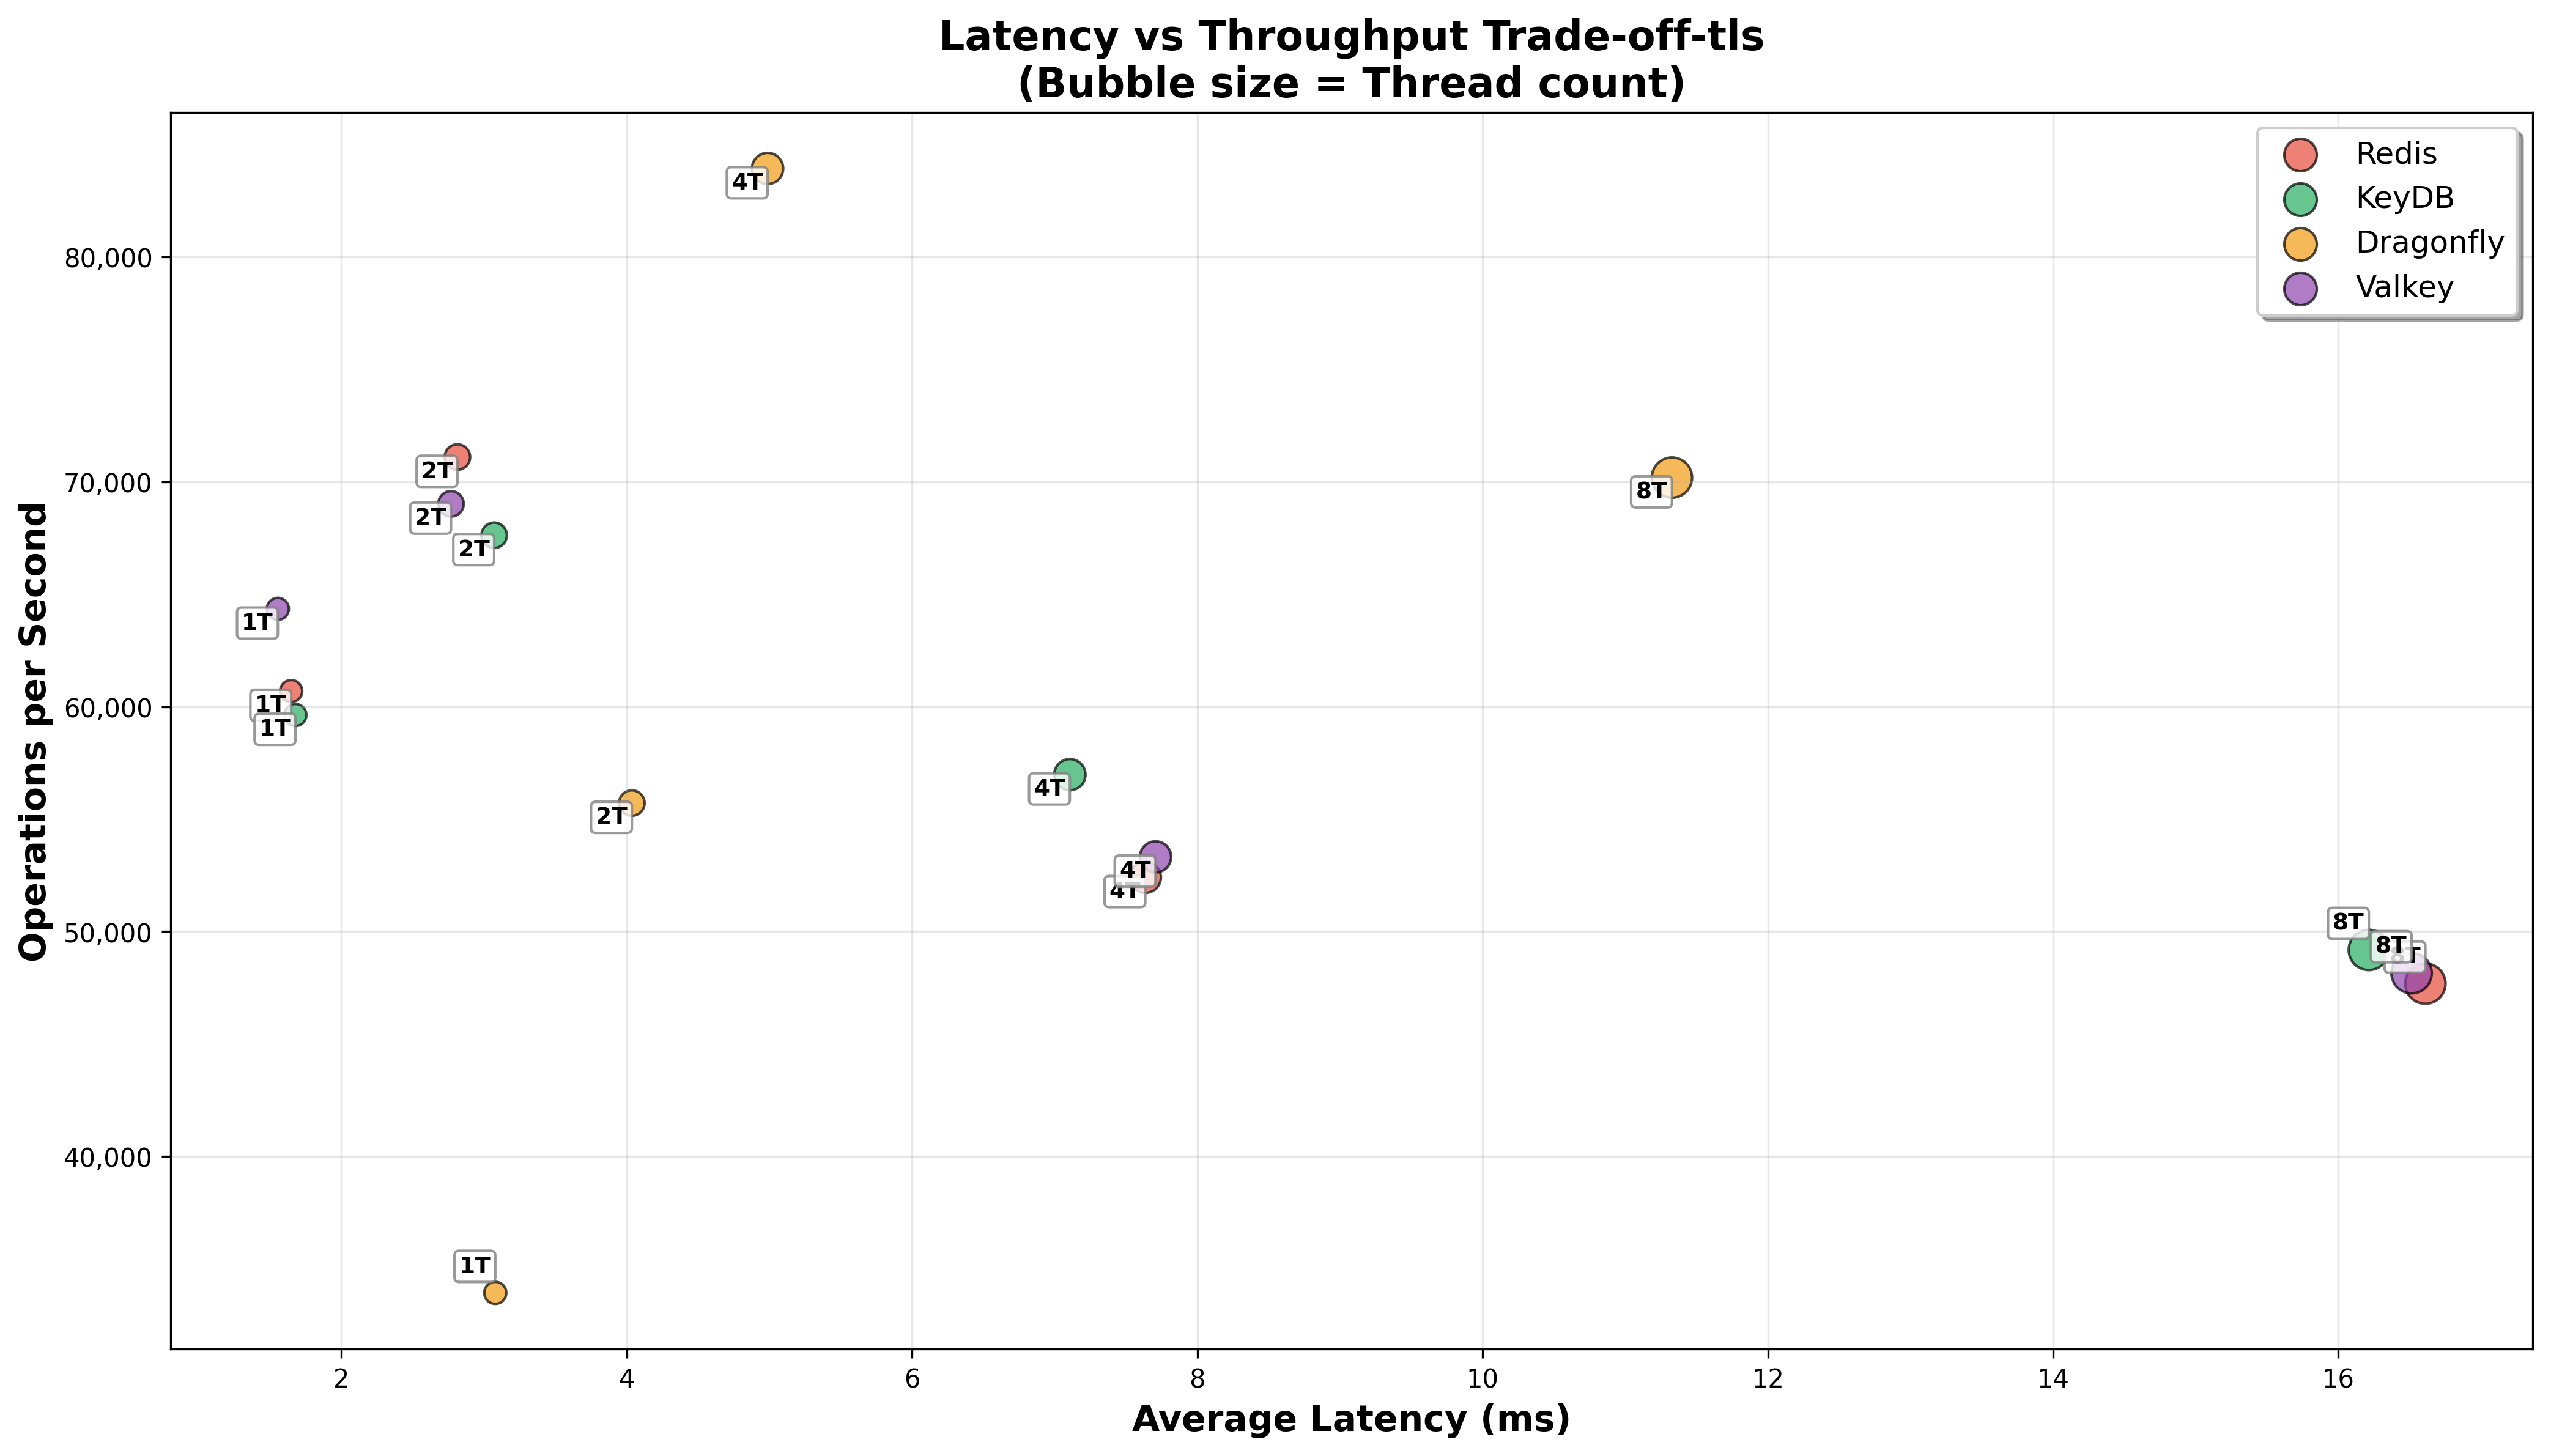 Latency vs Throughput Trade-off-tls
(Bubble size = Thread count)
Redis
KeyDB
Dragonfly
Valkey
Operations per Second
80,000
70,000
60,000
50,000
40,000
4T
2T
2T
2T
8T
1T
1T
1T
4T
2T
4T
4T
8T
8T
8T
1T
2
4
6
8
10
12
14
16
Average Latency (ms)